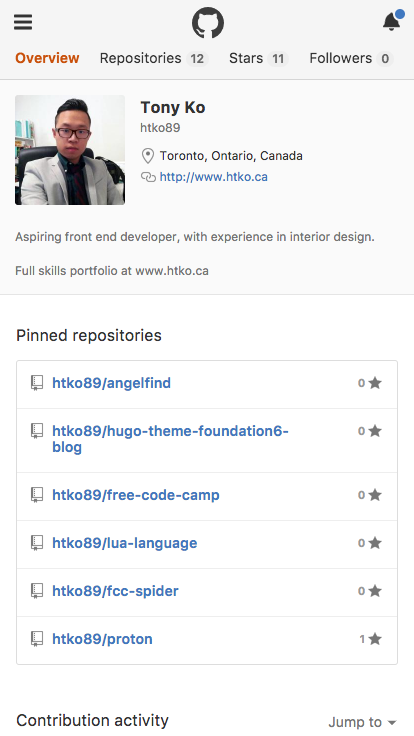 Overview Repositories 12 Stars 11 Followers 0
Tony Ko
htko89
Toronto, Ontario, Canada
http://www.htko.ca
Aspiring front end developer, with experience in interior design.
Full skills portfolio at www.htko.ca
Pinned repositories
htko89/angelfind 0
htko89/hugo-theme-foundation6- 0
blog
htko89/free-code-camp 0
htko89/lua-language 0
htko89/fcc-spider 0
htko89/proton 1
Contribution activity Jump to